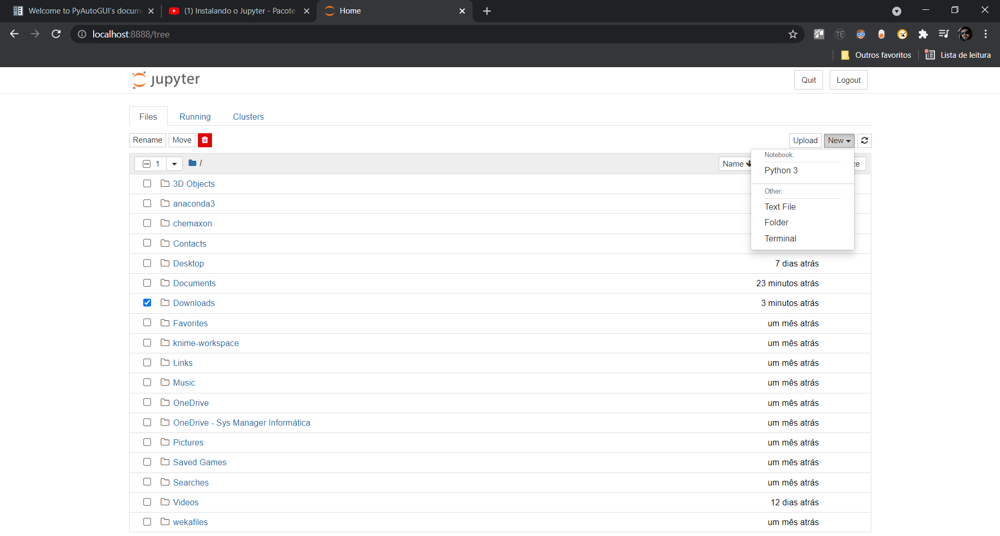 Welcome to PyAutoGUI's docum
(1) Instalando o Jupyter - Pacote
Home
localhost:8888/tree
TE
Outros favoritos
Lista de leitura
jupyter
Quit
Logout
Files
Running
Clusters
Rename
Move
Upload
New
1
/
Name
ze
Notebook:
Python 3
Other:
Text File
Folder
Terminal
3D Objects
anaconda3
chemaxon
Contacts
Desktop 7 dias atrás
Documents 23 minutos atrás
Downloads 3 minutos atrás
Favorites um mês atrás
knime-workspace um mês atrás
Links um mês atrás
Music um mês atrás
OneDrive um mês atrás
OneDrive - Sys Manager Informática um mês atrás
Pictures um mês atrás
Saved Games um mês atrás
Searches um mês atrás
Videos 12 dias atrás
wekafiles um mês atrás